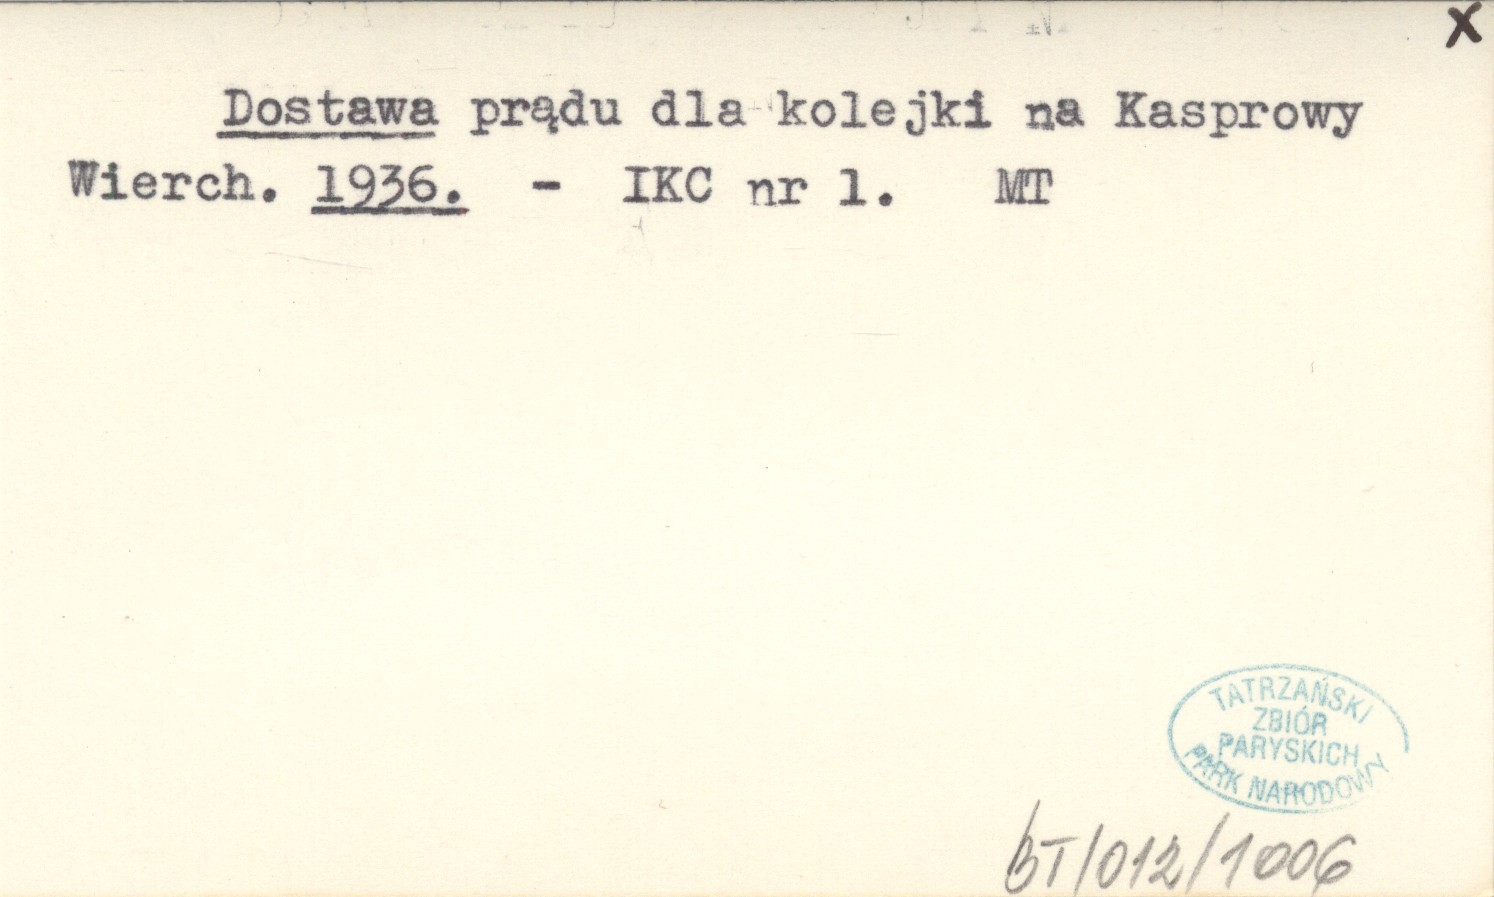 X
Dostawa prądu dla kolejki na Kasprowy
Wierch. 1936. - IKC nr 1. MT
TATRZAŃSKI
ZBIÓR
PARYSKICH
PARK NARODOWY
BT/012/1006